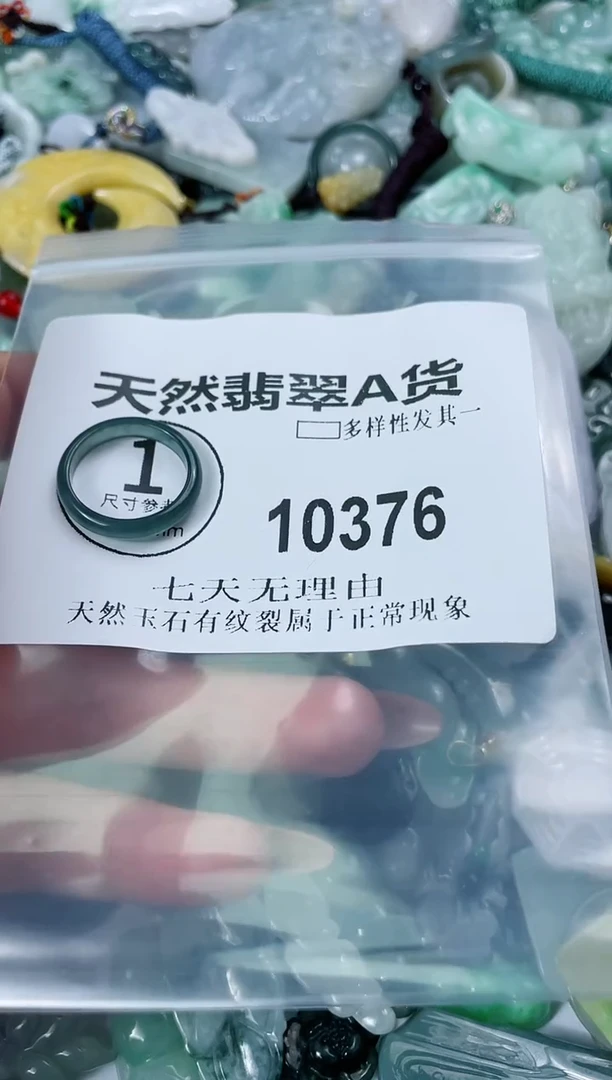 天然翡翠A货
多样性发其一
1
尺寸参考
mm
10376
七天无理由
天然玉石有纹裂属于正常现象